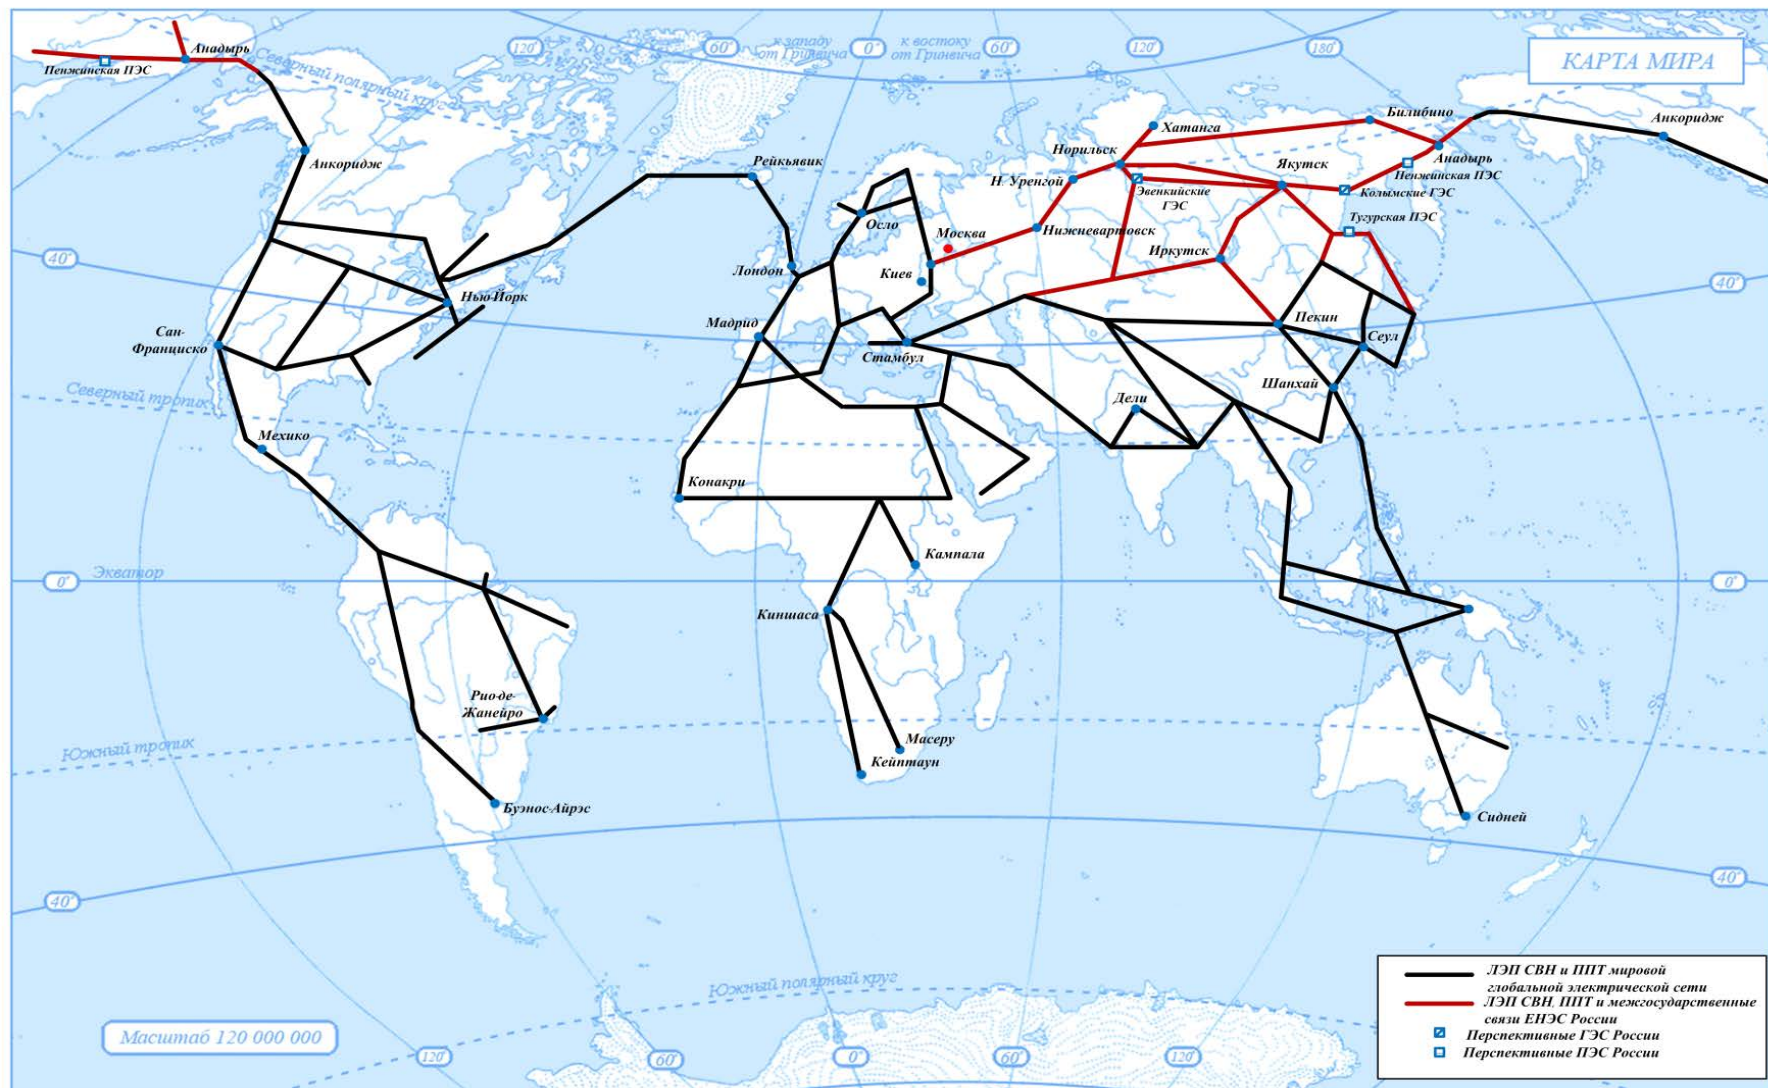 120°
60°
к западу
от Гринвича
0°
к востоку
от Гринвича
60°
120°
180°
КАРТА МИРА
Анадырь
Пенжинская ПЭС
Северный полярный круг
Анкоридж
Рейкьявик
Хатанга
Норильск
Н. Уренгой
Эвенкийские
ГЭС
Якутск
Билибино
Анадырь
Пенжинская ПЭС
Колымские ГЭС
Тугурская ПЭС
Анкоридж
Осло
Москва
Нижневартовск
Иркутск
Киев
Лондон
40°
40°
Нью-Йорк
Сан-
Франциско
Мадрид
Стамбул
Пекин
Сеул
Шанхай
Дели
Северный тропик
Мехико
Конакри
Кампала
0°
Экватор
0°
Киншаса
Рио-де-
Жанейро
Южный тропик
Масеру
Кейптаун
Буэнос-Айрэс
Сидней
40°
40°
Южный полярный круг
Масштаб 120 000 000
120°
60°
0°
60°
120°
ЛЭП СВН и ППТ мировой
глобальной электрической сети
ЛЭП СВН, ППТ и межгосударственные
связи ЕНЭС России
Перспективные ГЭС России
Перспективные ПЭС России